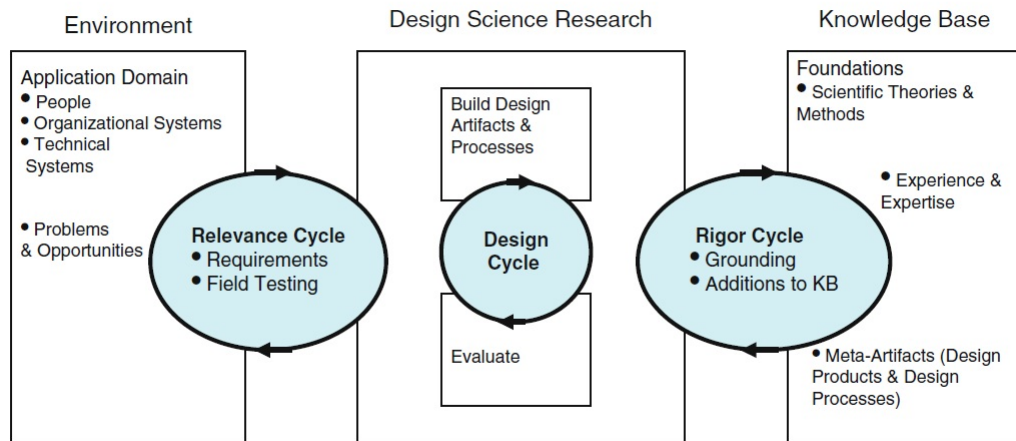 Environment
Design Science Research
Knowledge Base
Application Domain
• People
• Organizational Systems
• Technical
Systems
• Problems
& Opportunities
Relevance Cycle
• Requirements
• Field Testing
Build Design
Artifacts &
Processes
Design
Cycle
Evaluate
Rigor Cycle
• Grounding
• Additions to KB
Foundations
• Scientific Theories &
Methods
• Experience &
Expertise
• Meta-Artifacts (Design
Products & Design
Processes)